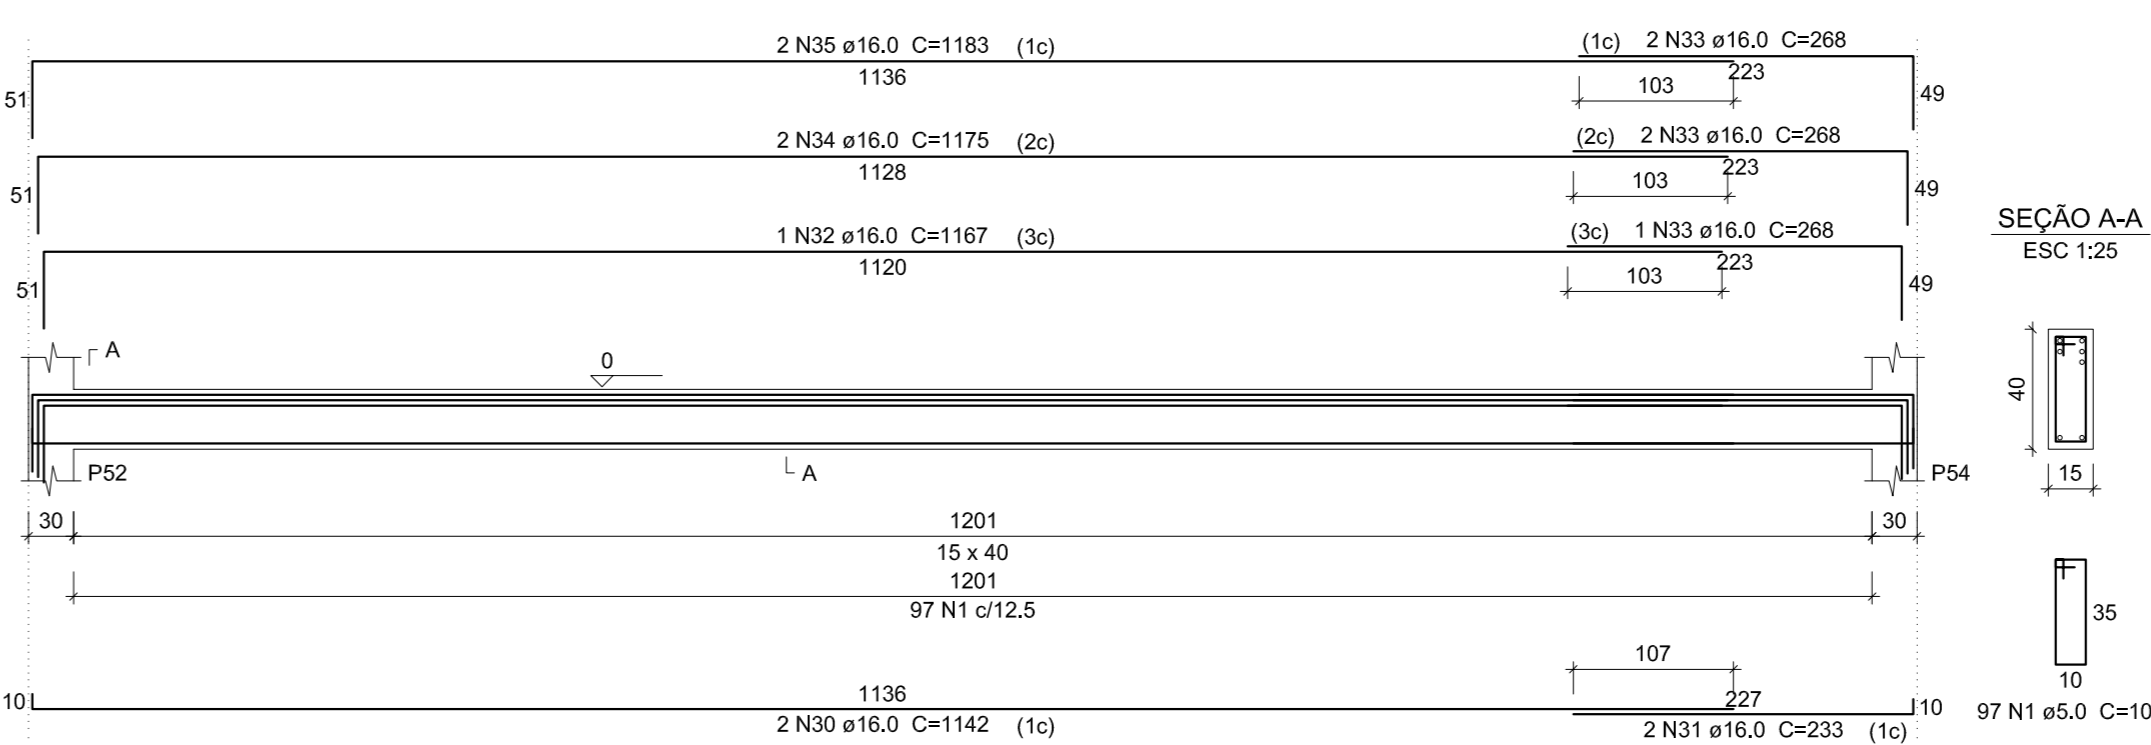 2 N35 ø16.0 C=1183 (1c)
(1c) 2 N33 ø16.0 C=268
1136
223
103
51
49
2 N34 ø16.0 C=1175 (2c)
(2c) 2 N33 ø16.0 C=268
1128
223
103
51
49
1 N32 ø16.0 C=1167 (3c)
(3c) 1 N33 ø16.0 C=268
1120
223
103
51
49
SEÇÃO A-A
ESC 1:25
A
0
40
P52
A
P54
15
30
1201
30
15 x 40
1201
97 N1 c/12.5
35
107
10
10
1136
227
10
2 N30 ø16.0 C=1142 (1c)
2 N31 ø16.0 C=233 (1c)
97 N1 ø5.0 C=10